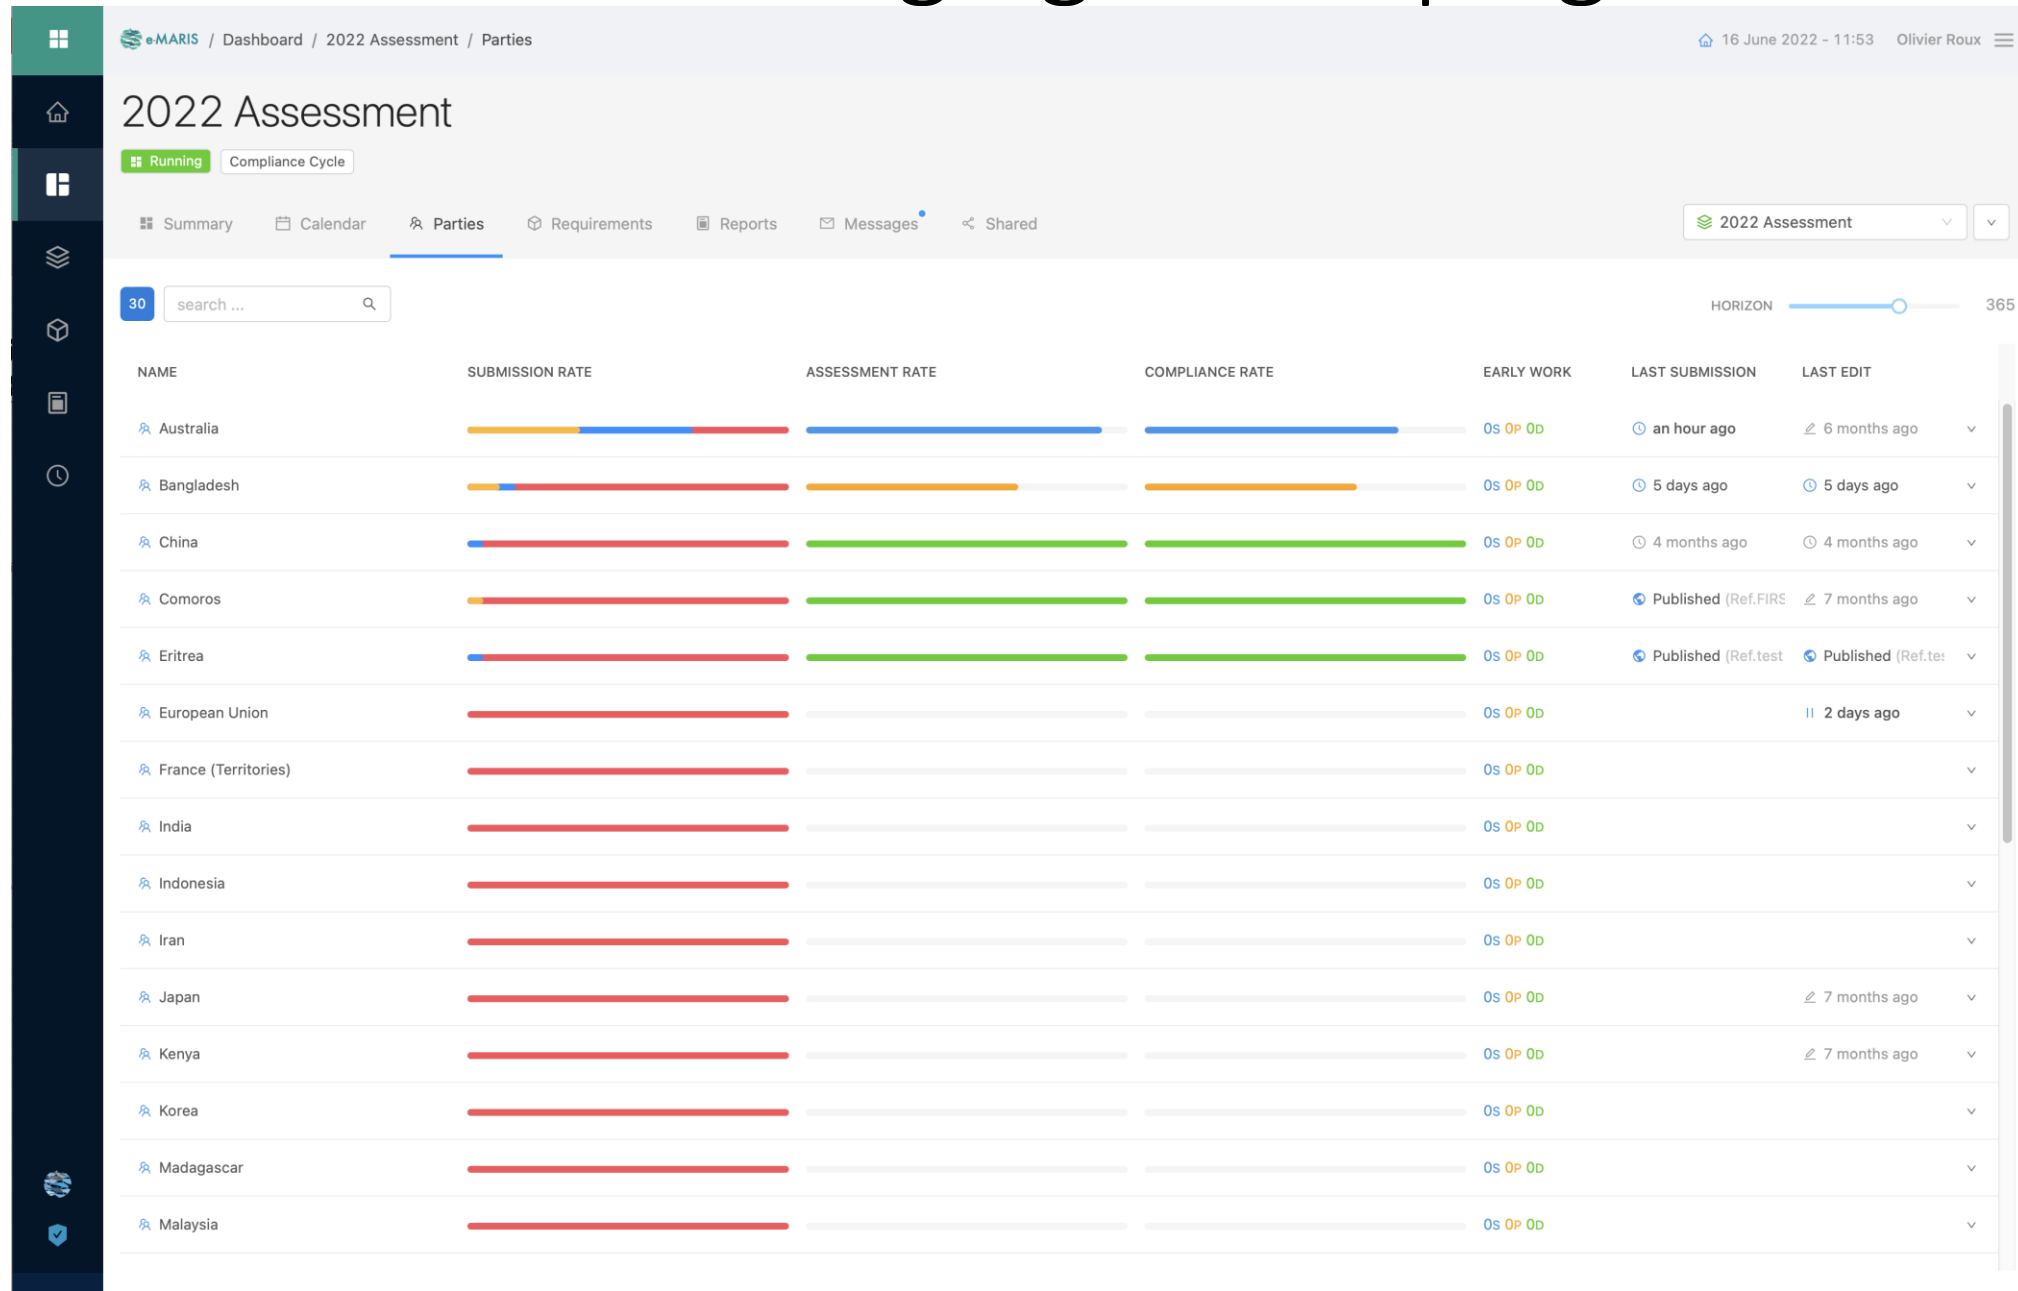 e-MARIS / Dashboard / 2022 Assessment / Parties 16 June 2022 - 11:53 Olivier Roux
2022 Assessment
Running Compliance Cycle
Summary Calendar Parties Requirements Reports Messages Shared 2022 Assessment
30 search ... HORIZON 365
NAME SUBMISSION RATE ASSESSMENT RATE COMPLIANCE RATE EARLY WORK LAST SUBMISSION LAST EDIT
Australia 0S 0P 0D an hour ago 6 months ago
Bangladesh 0S 0P 0D 5 days ago 5 days ago
China 0S 0P 0D 4 months ago 4 months ago
Comoros 0S 0P 0D Published (Ref.FIRS 7 months ago
Eritrea 0S 0P 0D Published (Ref.test Published (Ref.tes
European Union 0S 0P 0D 2 days ago
France (Territories) 0S 0P 0D
India 0S 0P 0D
Indonesia 0S 0P 0D
Iran 0S 0P 0D
Japan 0S 0P 0D 7 months ago
Kenya 0S 0P 0D 7 months ago
Korea 0S 0P 0D
Madagascar 0S 0P 0D
Malaysia 0S 0P 0D